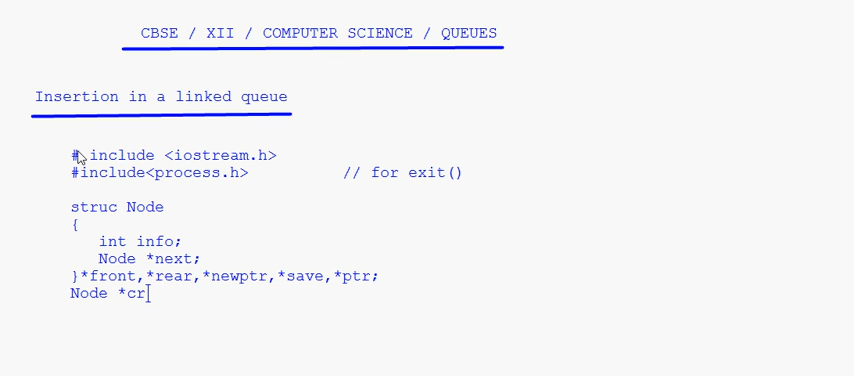 CBSE / XII / COMPUTER SCIENCE / QUEUES
Insertion in a linked queue
# include <iostream.h>
#include<process.h> // for exit()
struc Node
{
int info;
Node *next;
}*front,*rear,*newptr,*save,*ptr;
Node *cr